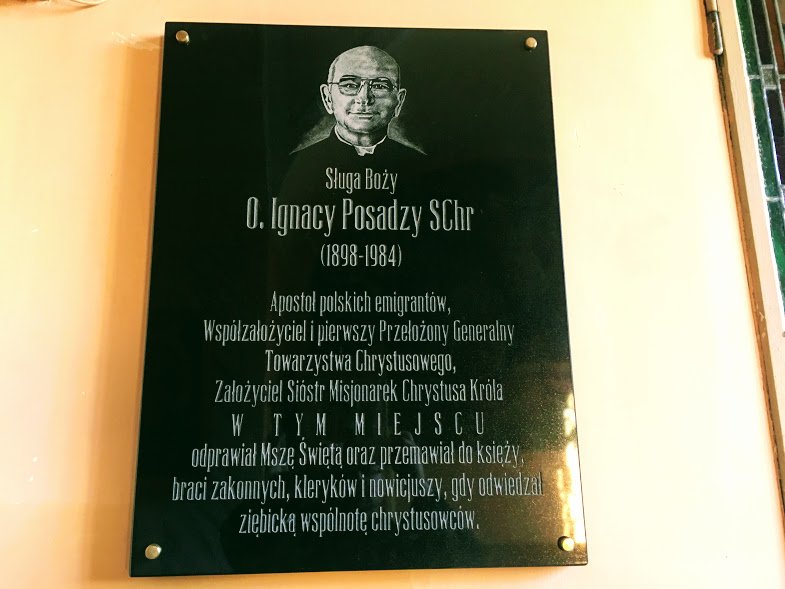 Sługa Boży
O. Ignacy Posadzy SChr
(1898-1984)
Apostoł polskich emigrantów,
Współzałożyciel i pierwszy Przełożony Generalny
Towarzystwa Chrystusowego,
Założyciel Sióstr Misjonarek Chrystusa Króla
W TYM MIEJSCU
odprawiał Mszę Świętą oraz przemawiał do księży,
braci zakonnych, kleryków i nowicjuszy, gdy odwiedzał
ziębicką wspólnotę chrystusowców.